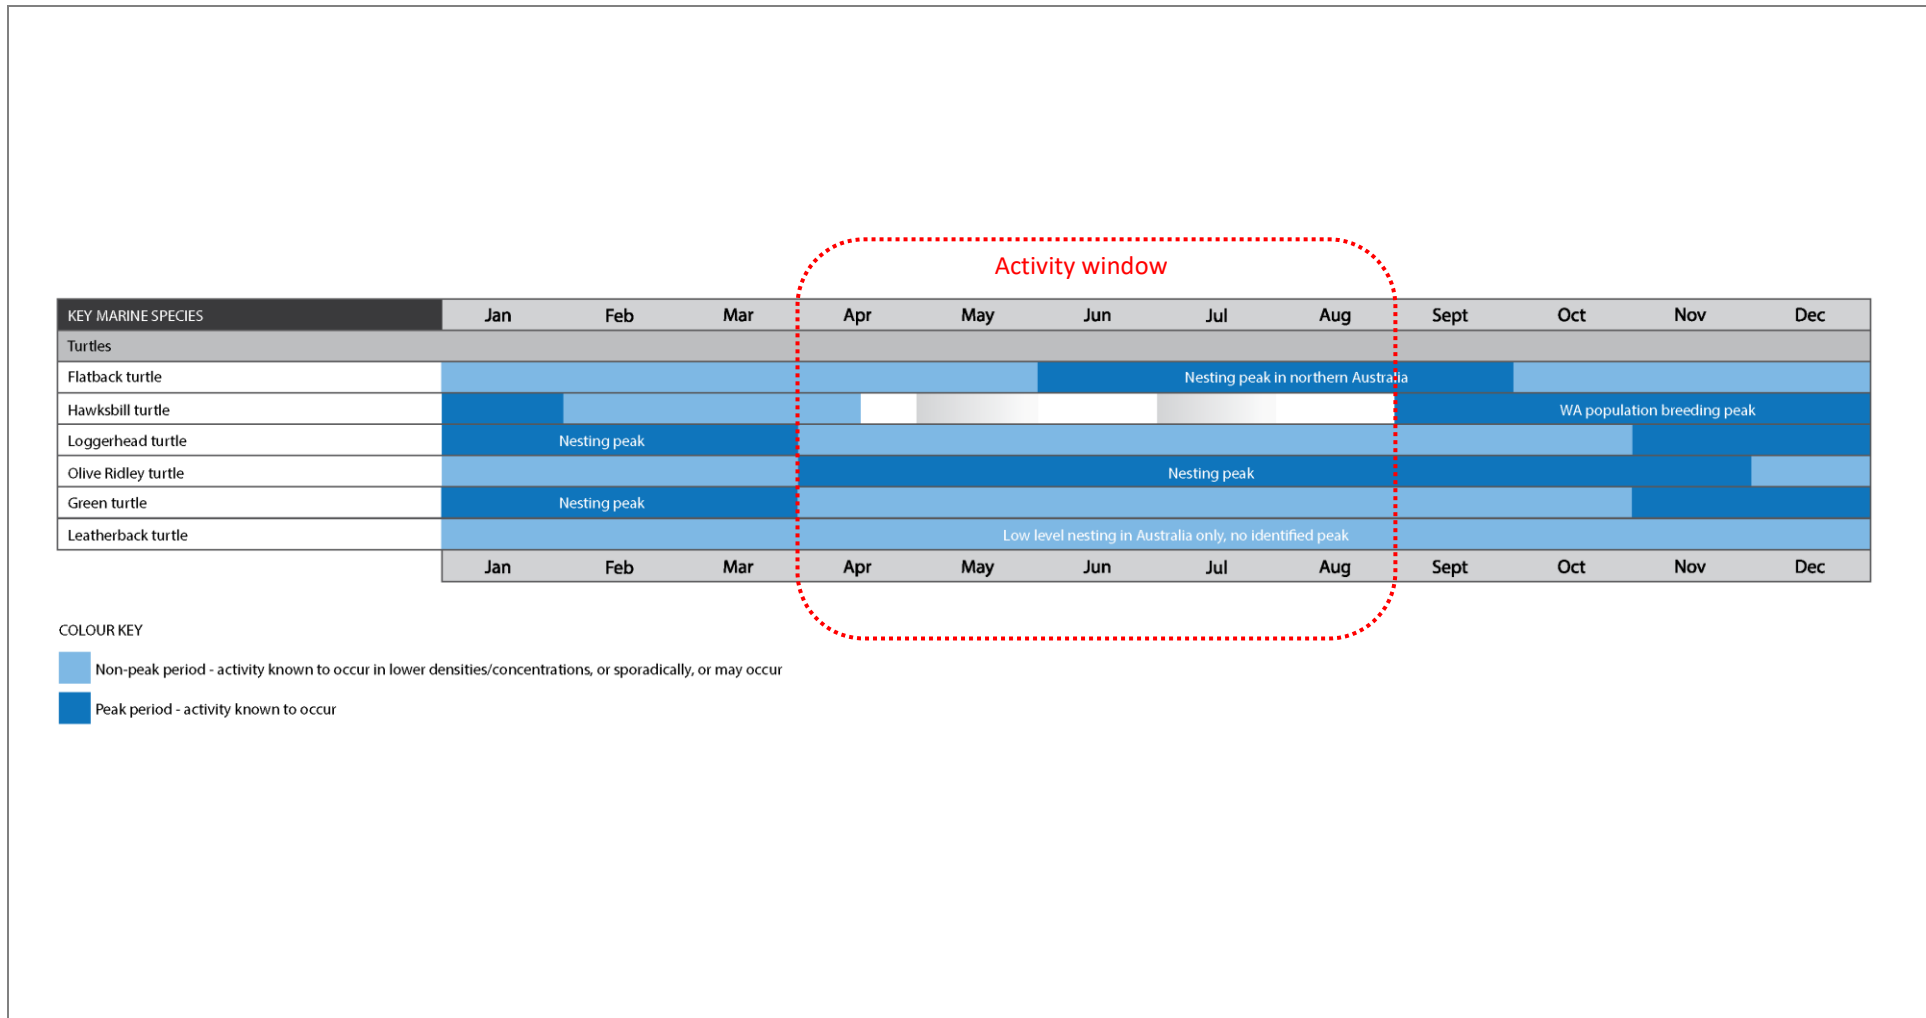 Activity window
KEY MARINE SPECIES Jan Feb Mar Apr May Jun Jul Aug Sept Oct Nov Dec
Turtles
Flatback turtle Nesting peak in northern Australia
Hawksbill turtle WA population breeding peak
Loggerhead turtle Nesting peak
Olive Ridley turtle Nesting peak
Green turtle Nesting peak
Leatherback turtle Low level nesting in Australia only, no identified peak
Jan Feb Mar Apr May Jun Jul Aug Sept Oct Nov Dec
COLOUR KEY
Non-peak period - activity known to occur in lower densities/concentrations, or sporadically, or may occur
Peak period - activity known to occur